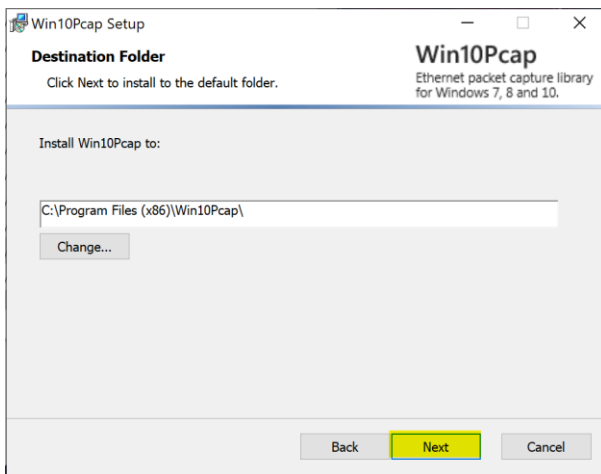 Win10Pcap Setup
Destination Folder
Click Next to install to the default folder.
Win10Pcap
Ethernet packet capture library
for Windows 7, 8 and 10.
Install Win10Pcap to:
C:\Program Files (x86)\Win10Pcap\
Change...
Back Next Cancel